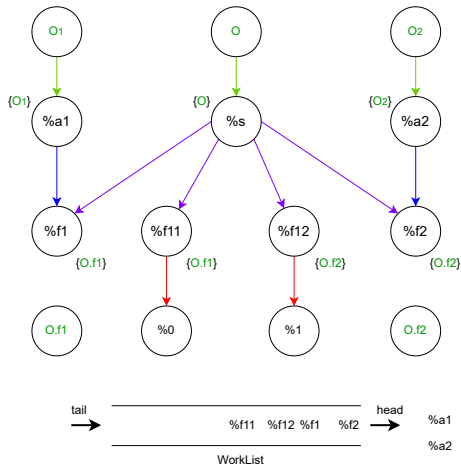 O1 O O2
{O1} {O} {O2}
%a1 %s %a2
%f1 %f11 %f12 %f2
{O.f1} {O.f1} {O.f2} {O.f2}
O.f1 %0 %1 O.f2
tail head
%a1
%f11 %f12 %f1 %f2
%a2
WorkList